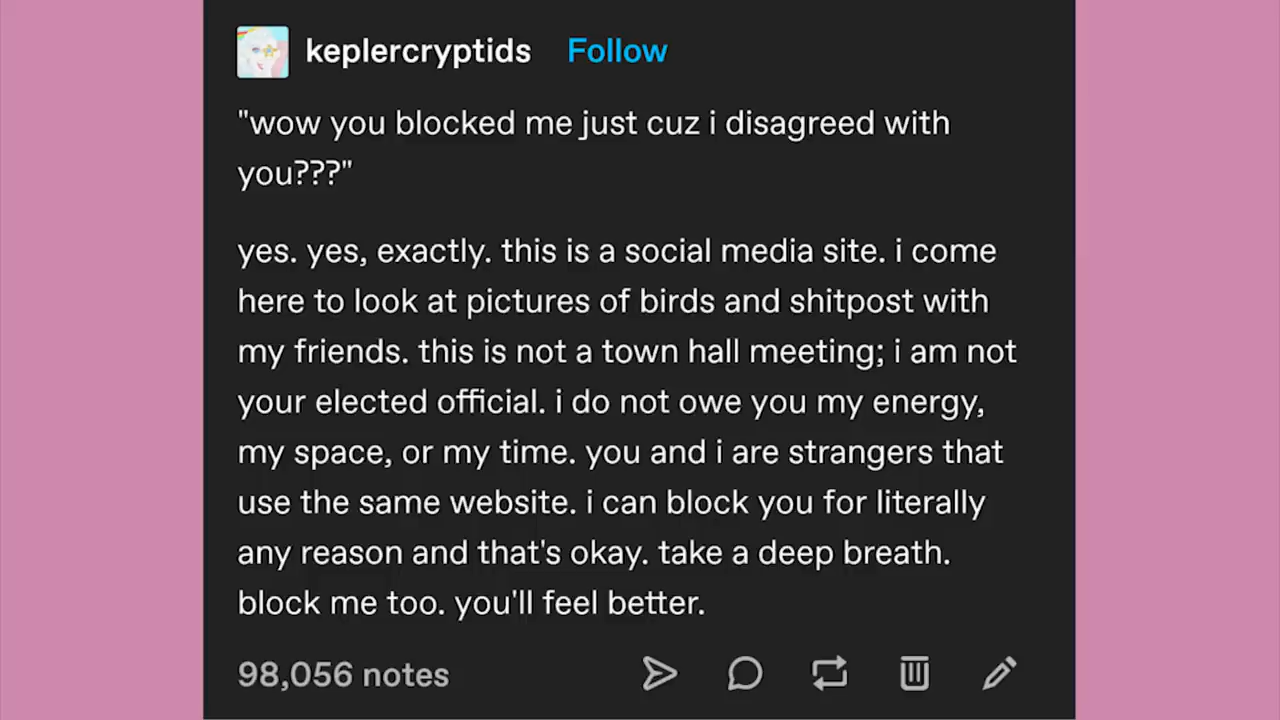 keplercryptids Follow
"wow you blocked me just cuz i disagreed with
you???"
yes. yes, exactly. this is a social media site. i come
here to look at pictures of birds and shitpost with
my friends. this is not a town hall meeting; i am not
your elected official. i do not owe you my energy,
my space, or my time. you and i are strangers that
use the same website. i can block you for literally
any reason and that's okay. take a deep breath.
block me too. you'll feel better.
98,056 notes